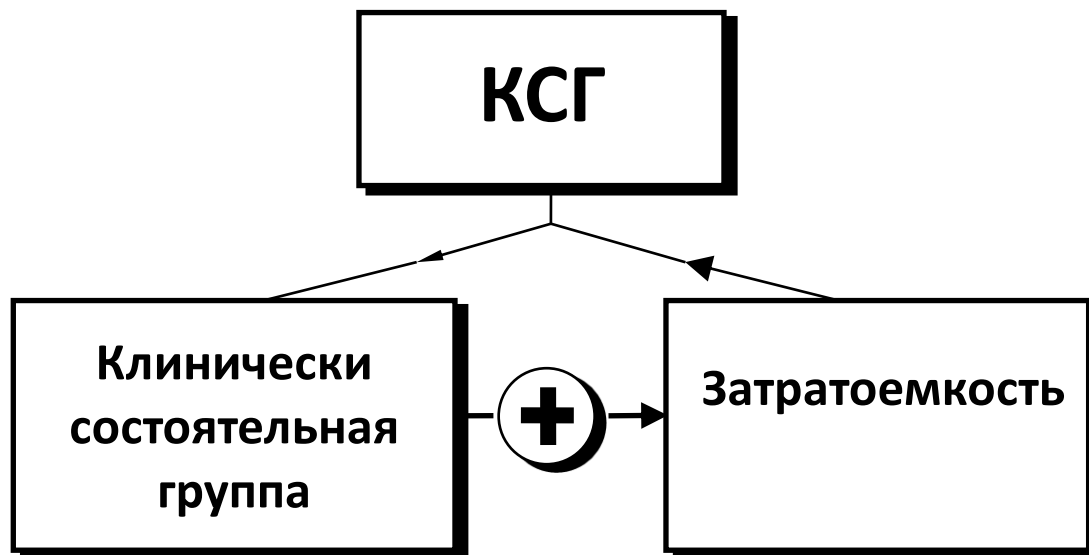 КСГ
Клинически
состоятельная
группа
Затратоемкость